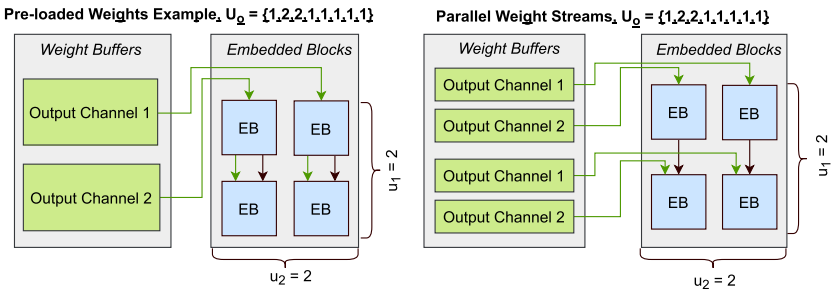 Pre-loaded Weights Example, Uo = {1,2,2,1,1,1,1,1}
Weight Buffers
Embedded Blocks
Output Channel 1
Output Channel 2
EB
EB
EB
EB
u1 = 2
u2 = 2
Parallel Weight Streams, Uo = {1,2,2,1,1,1,1,1}
Weight Buffers
Embedded Blocks
Output Channel 1
Output Channel 2
Output Channel 1
Output Channel 2
EB
EB
EB
EB
u1 = 2
u2 = 2